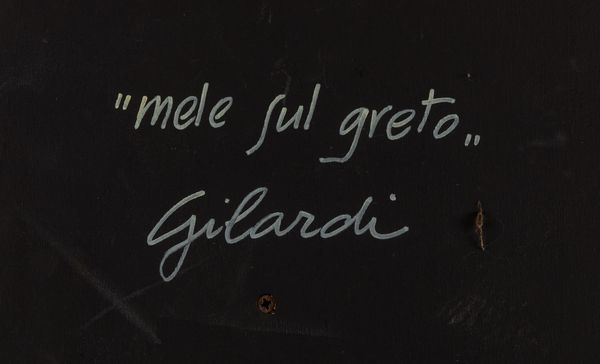 "mele sul greto„
Gilardi